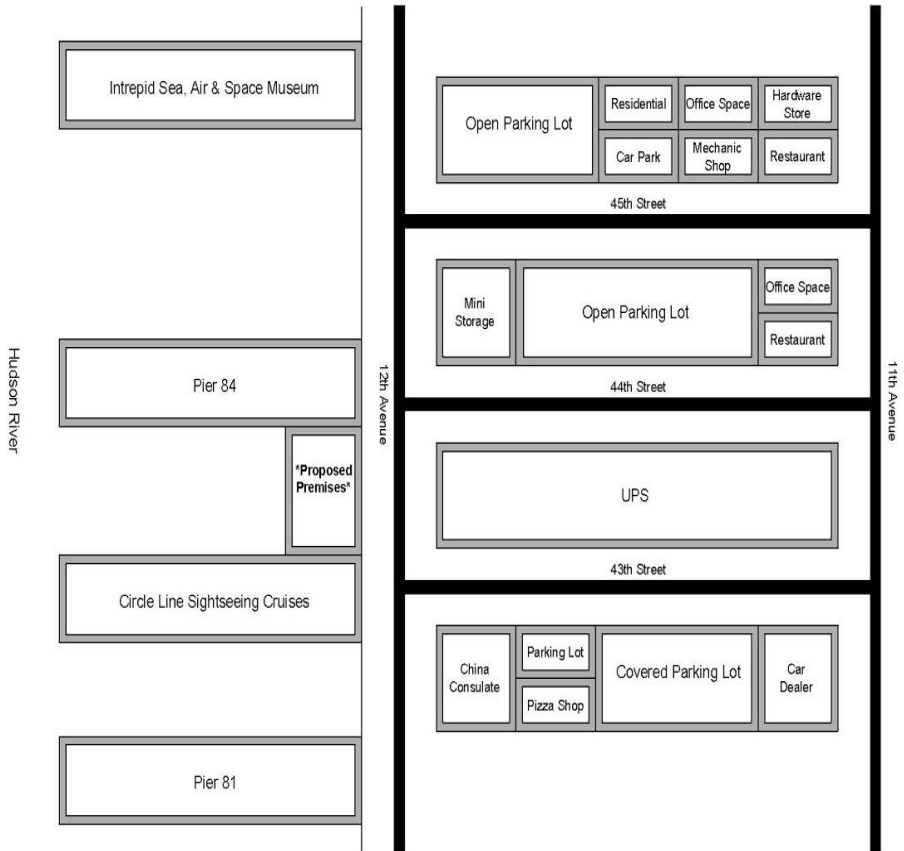 Intrepid Sea, Air & Space Museum
Open Parking Lot
Residential
Office Space
Hardware
Store
Car Park
Mechanic
Shop
Restaurant
45th Street
Mini
Storage
Open Parking Lot
Office Space
Restaurant
44th Street
Hudson River
Pier 84
12th Avenue
11th Avenue
*Proposed
Premises*
UPS
43th Street
Circle Line Sightseeing Cruises
China
Consulate
Parking Lot
Pizza Shop
Covered Parking Lot
Car
Dealer
Pier 81